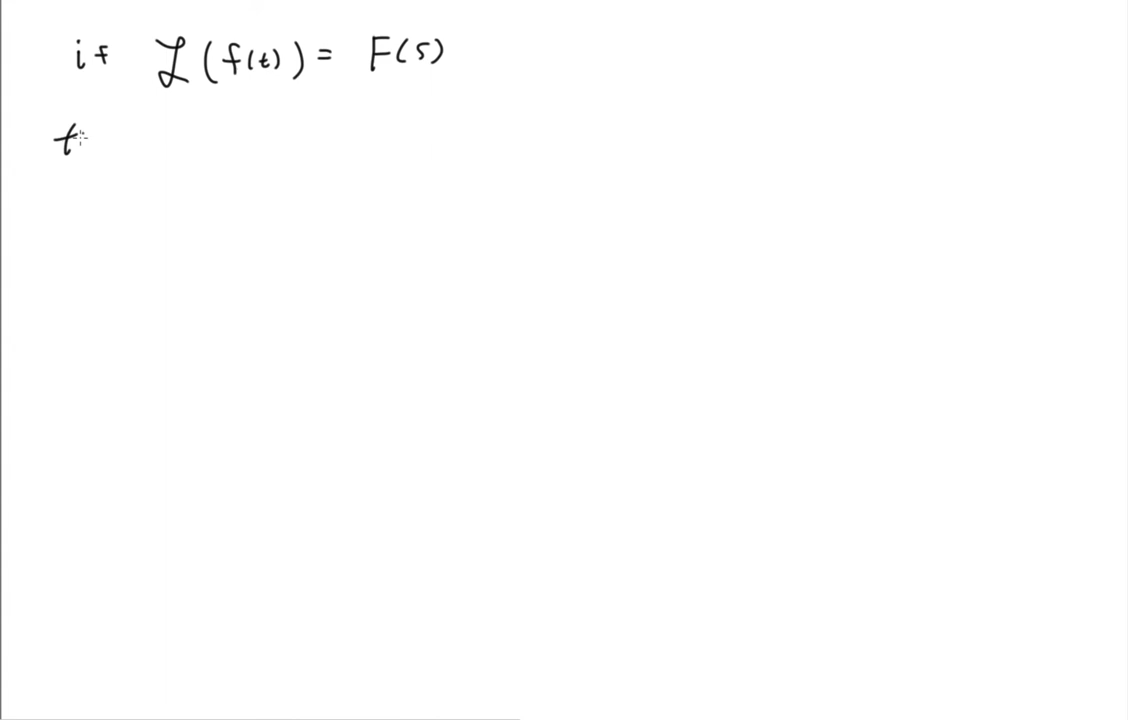 if ℒ(f(t)) = F(s)
t